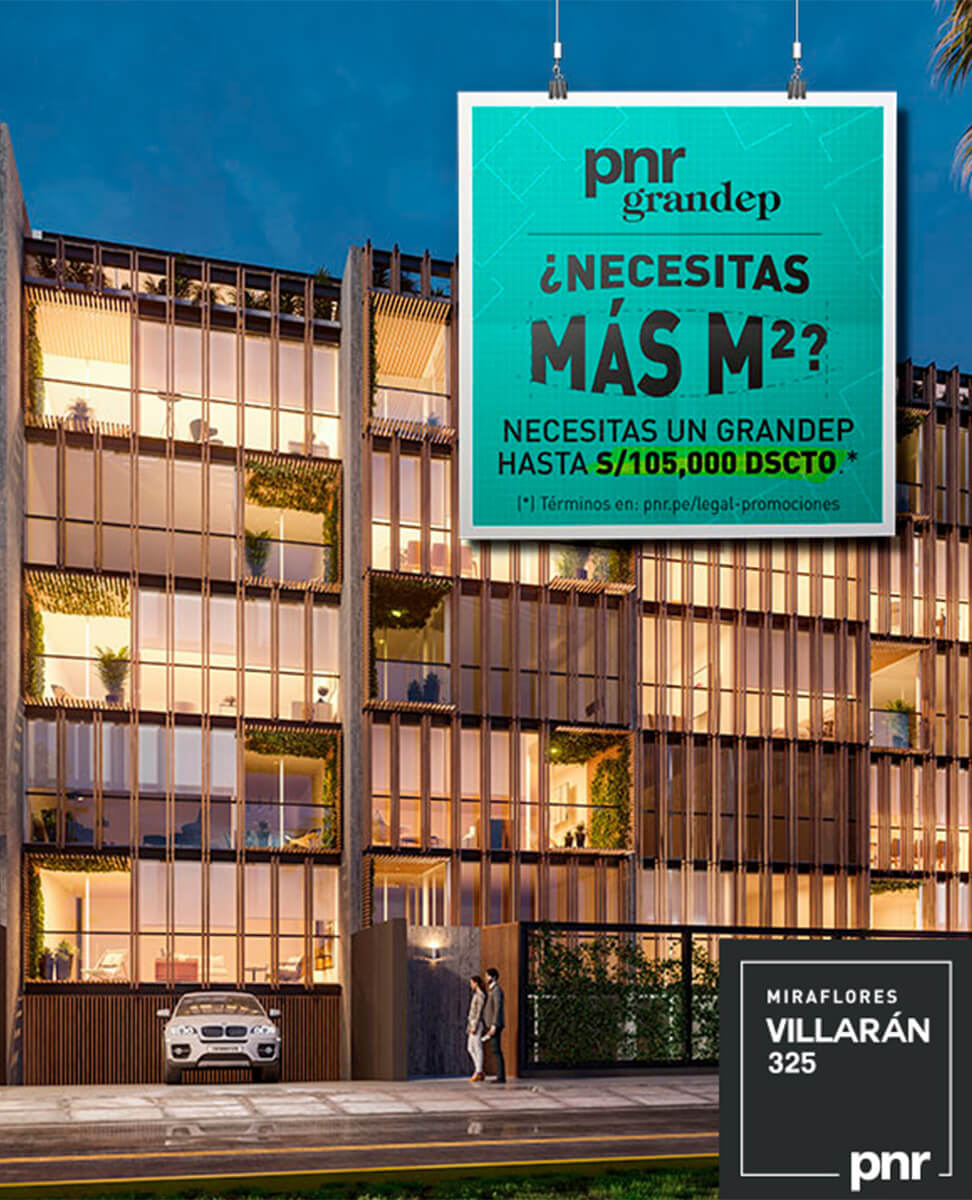 pnr
grandep
¿NECESITAS
MÁS M²?
NECESITAS UN GRANDEP
HASTA S/105,000 DSCTO.*
(*) Términos en: pnr.pe/legal-promociones
MIRAFLORES
VILLARÁN
325
pnr